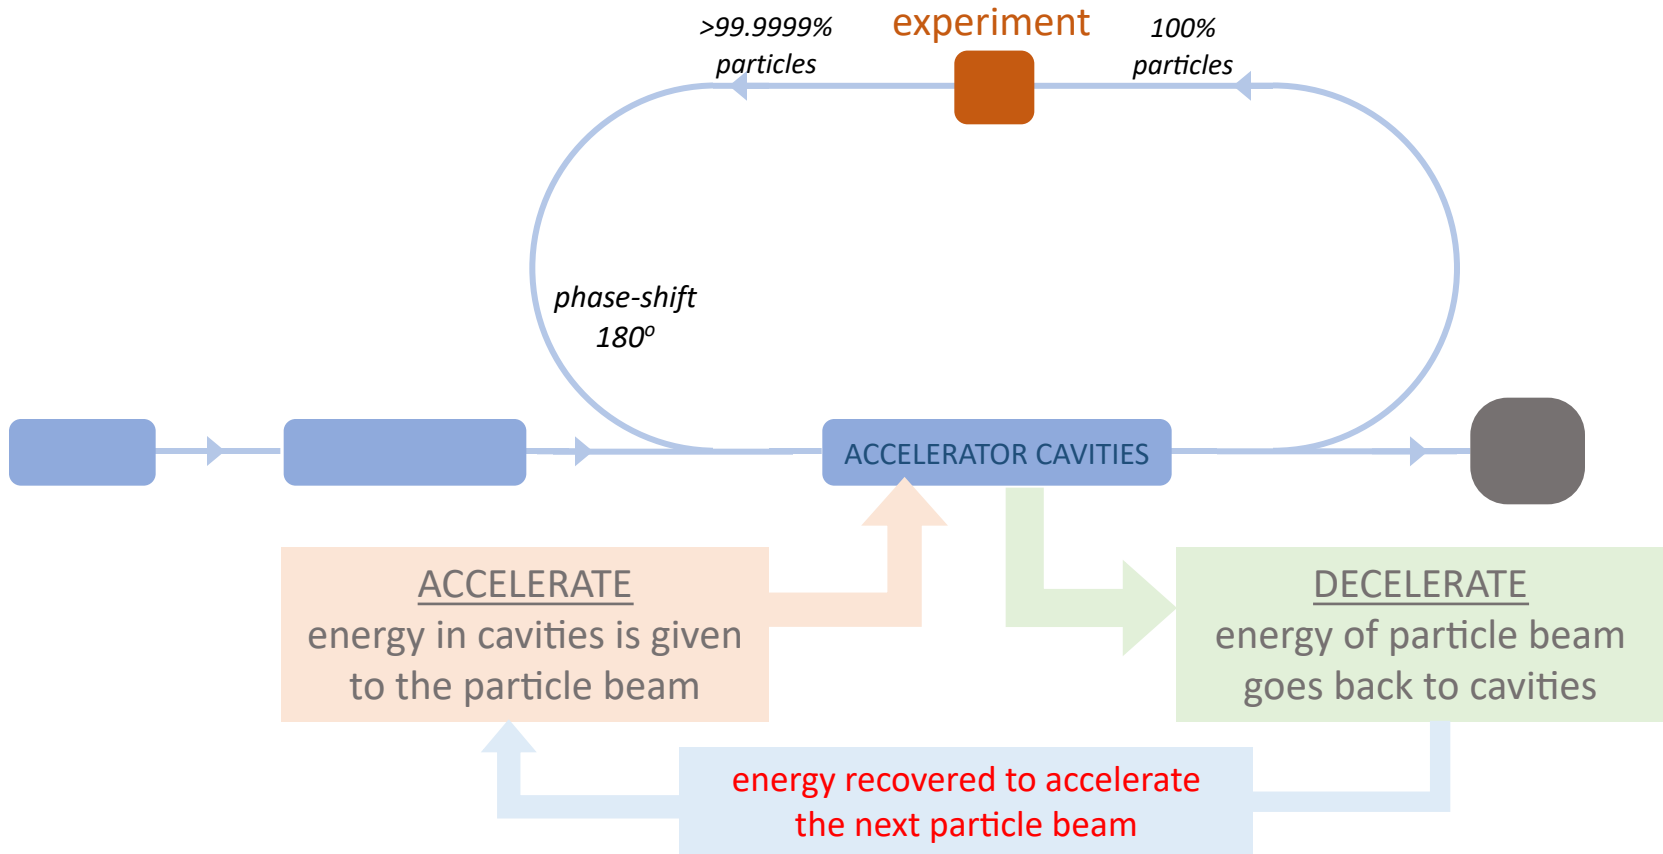 >99.9999%
particles
experiment
100%
particles
phase-shift
180º
ACCELERATOR CAVITIES
ACCELERATE
energy in cavities is given
to the particle beam
DECELERATE
energy of particle beam
goes back to cavities
energy recovered to accelerate
the next particle beam